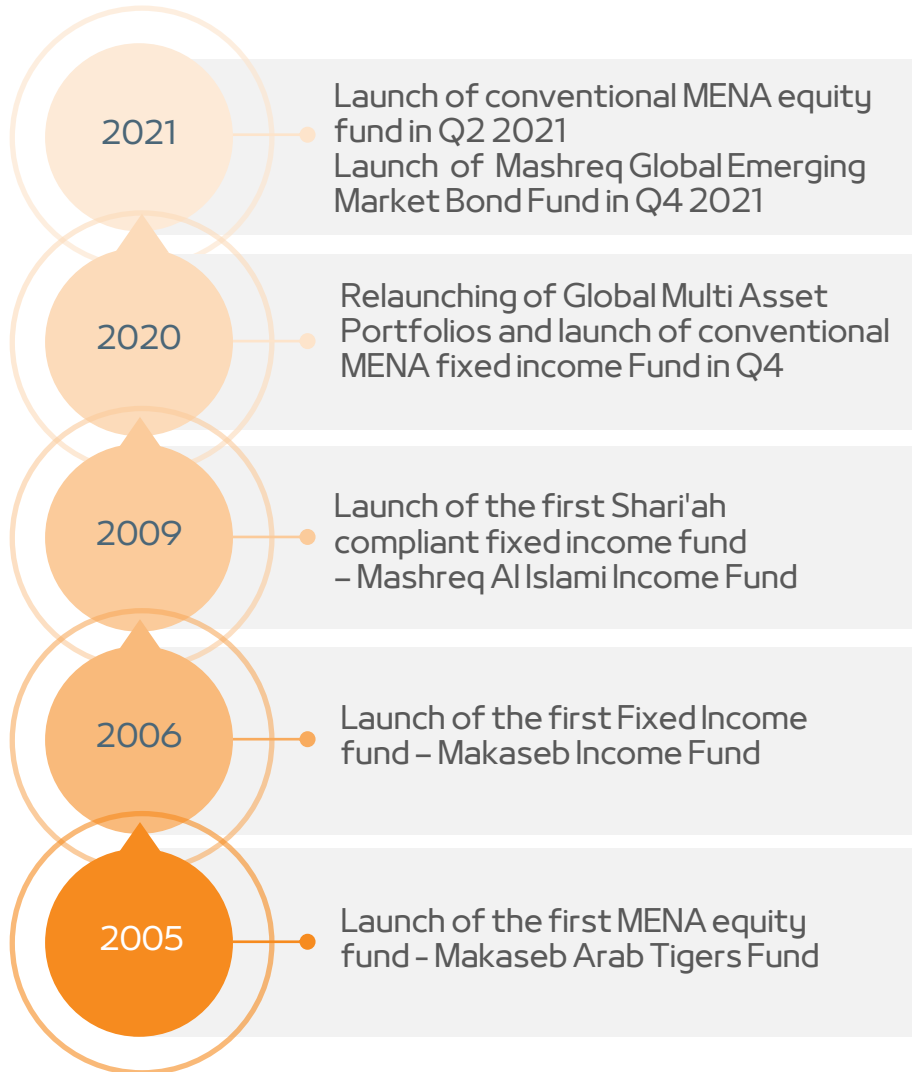 2021
Launch of conventional MENA equity
fund in Q2 2021
Launch of Mashreq Global Emerging
Market Bond Fund in Q4 2021
2020
Relaunching of Global Multi Asset
Portfolios and launch of conventional
MENA fixed income Fund in Q4
2009
Launch of the first Shari'ah
compliant fixed income fund
– Mashreq Al Islami Income Fund
2006
Launch of the first Fixed Income
fund – Makaseb Income Fund
2005
Launch of the first MENA equity
fund - Makaseb Arab Tigers Fund